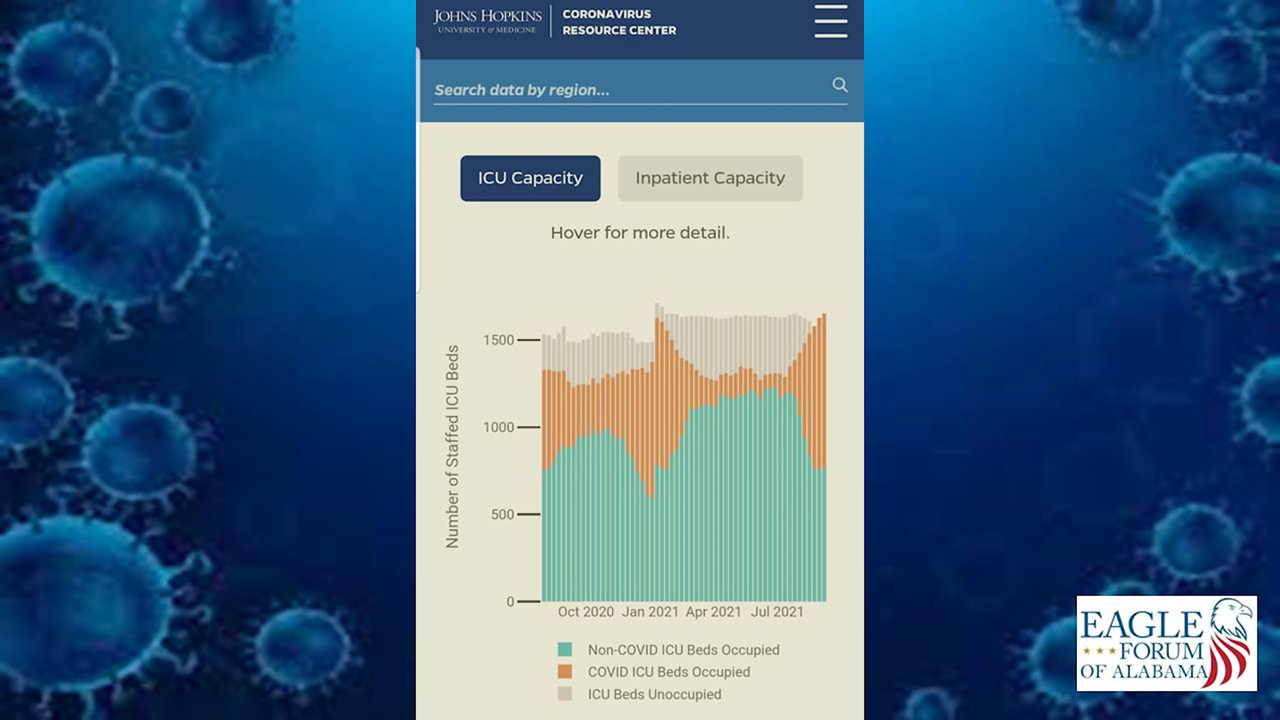 JOHNS HOPKINS
UNIVERSITY & MEDICINE
CORONAVIRUS
RESOURCE CENTER
Search data by region...
ICU Capacity
Inpatient Capacity
Hover for more detail.
Number of Staffed ICU Beds
1500
1000
500
0
Oct 2020 Jan 2021 Apr 2021 Jul 2021
Non-COVID ICU Beds Occupied
COVID ICU Beds Occupied
ICU Beds Unoccupied
EAGLE
FORUM
OF ALABAMA